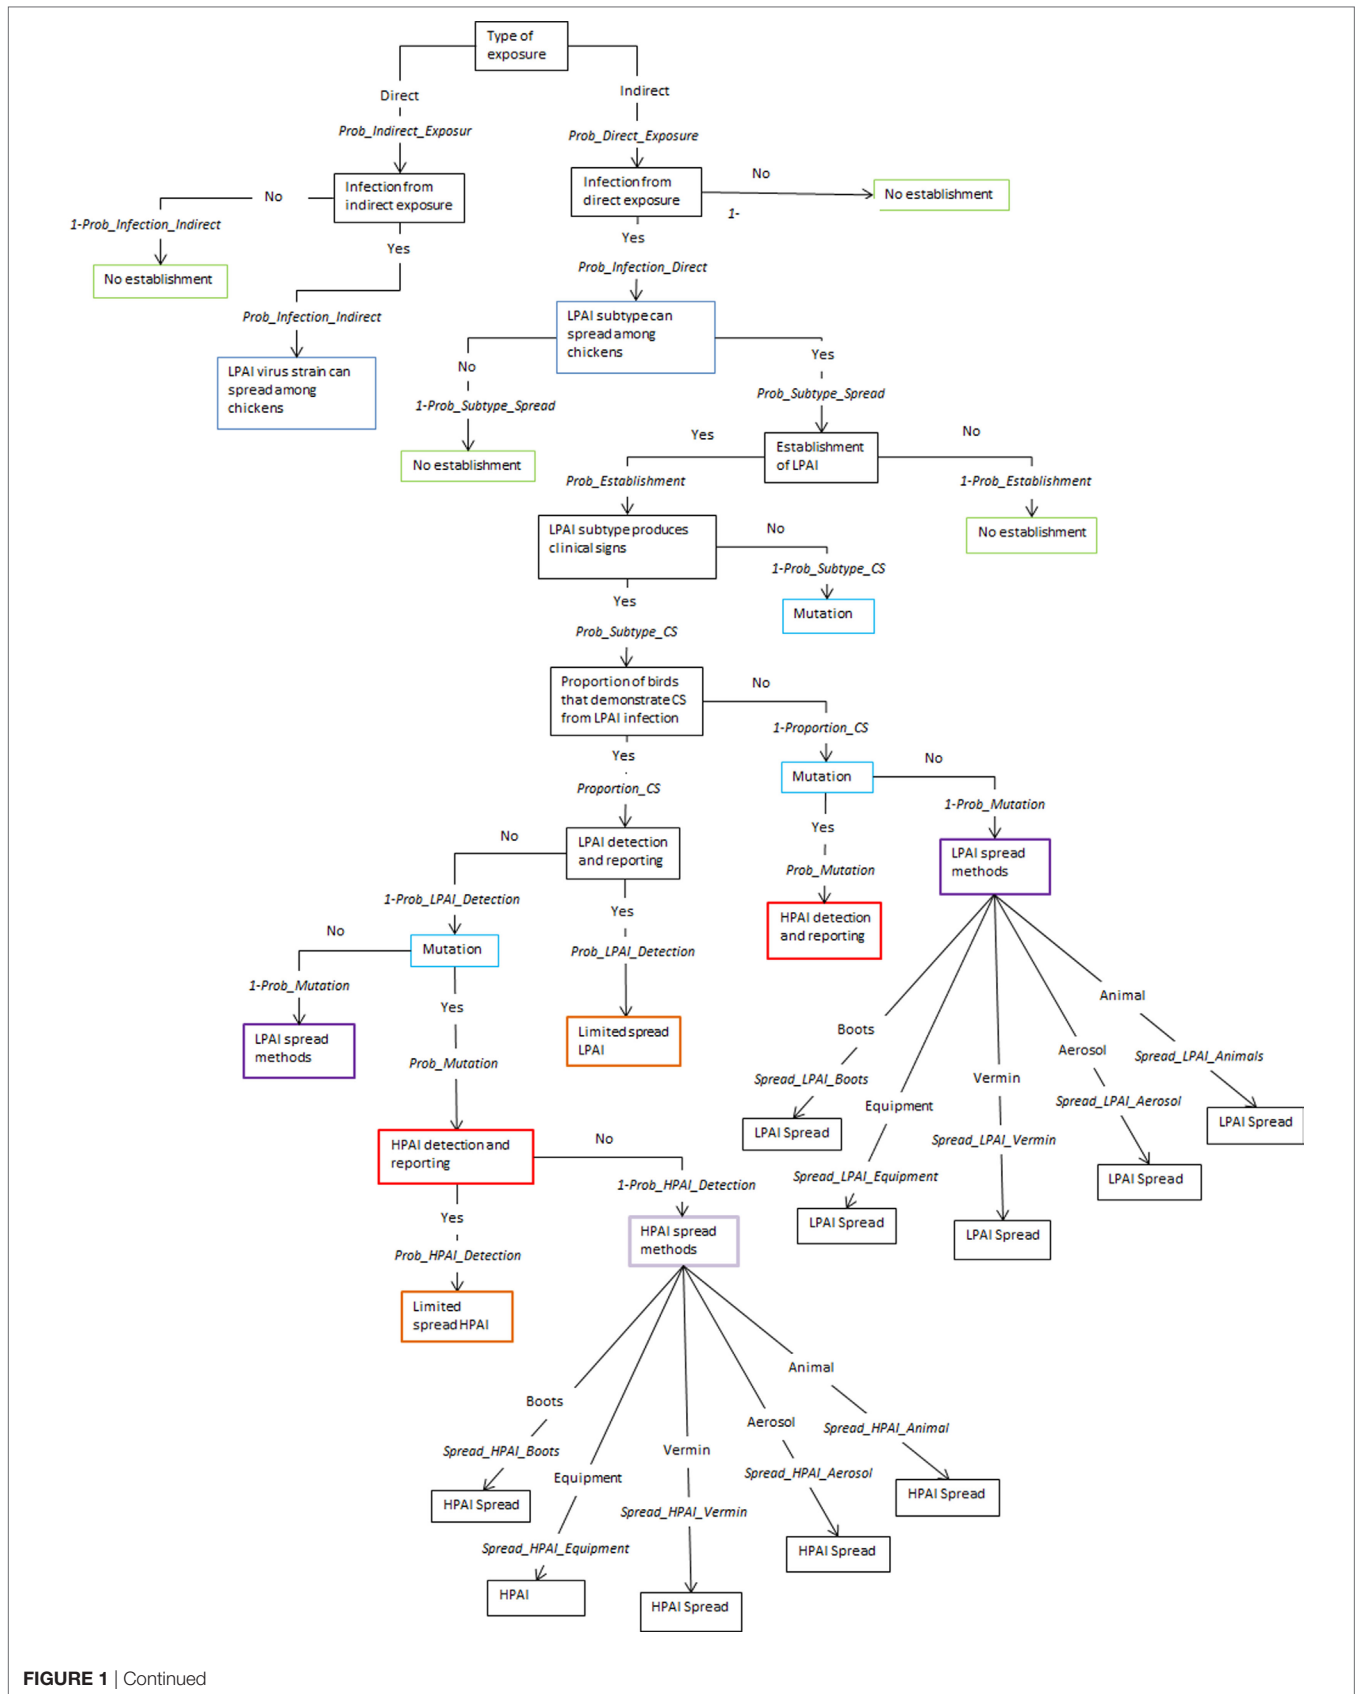 Type of
exposure
Direct
Indirect
Prob_Indirect_Exposur
Prob_Direct_Exposure
Infection from
indirect exposure
No
Infection from
direct exposure
No
No establishment
1-
1-Prob_Infection_Indirect
Yes
Yes
No establishment
Prob_Infection_Direct
Prob_Infection_Indirect
LPAI subtype can
spread among
chickens
LPAI virus strain can
spread among
chickens
No
Yes
1-Prob_Subtype_Spread
Prob_Subtype_Spread
No establishment
Yes
Establishment
of LPAI
No
Prob_Establishment
1-Prob_Establishment
LPAI subtype produces
clinical signs
No
No establishment
1-Prob_Subtype_CS
Yes
Mutation
Prob_Subtype_CS
Proportion of birds
that demonstrate CS
from LPAI infection
No
1-Proportion_CS
Yes
Mutation
No
Proportion_CS
1-Prob_Mutation
No
LPAI detection
and reporting
Yes
LPAI spread
methods
Prob_Mutation
1-Prob_LPAI_Detection
Yes
HPAI detection
and reporting
No
Mutation
Prob_LPAI_Detection
1-Prob_Mutation
Yes
Animal
LPAI spread
methods
Limited spread
LPAI
Boots
Aerosol
Spread_LPAI_Animals
Prob_Mutation
Spread_LPAI_Boots
Vermin
Equipment
Spread_LPAI_Aerosol
LPAI Spread
LPAI Spread
HPAI detection and
reporting
No
Spread_LPAI_Vermin
1-Prob_HPAI_Detection
Spread_LPAI_Equipment
LPAI Spread
Yes
LPAI Spread
LPAI Spread
HPAI spread
methods
Prob_HPAI_Detection
Limited
spread HPAI
Animal
Boots
Aerosol
Spread_HPAI_Animal
Spread_HPAI_Boots
Vermin
Equipment
Spread_HPAI_Aerosol
HPAI Spread
HPAI Spread
Spread_HPAI_Vermin
Spread_HPAI_Equipment
HPAI Spread
HPAI
HPAI Spread
FIGURE 1 | Continued